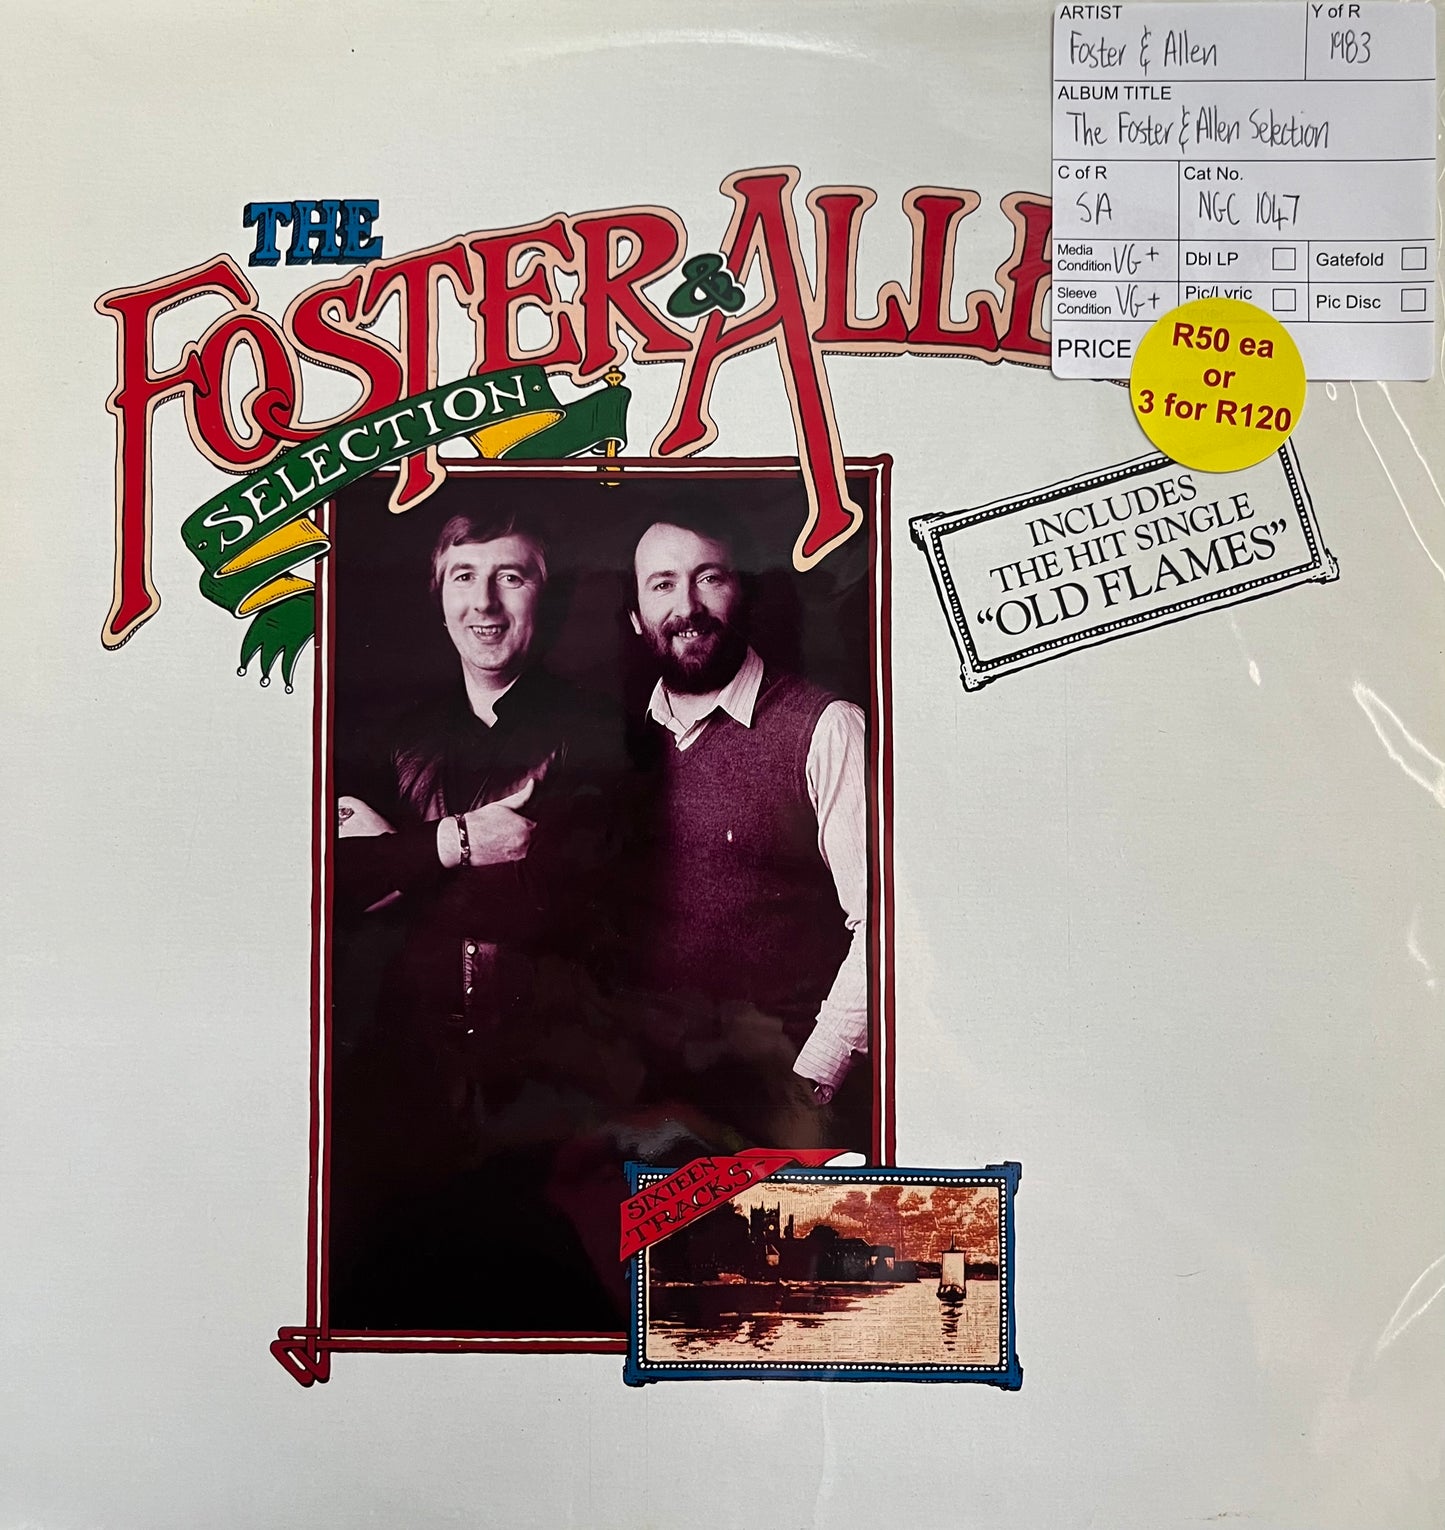 ARTIST
Foster & Allen
Y of R
1983
ALBUM TITLE
The Foster & Allen Selection
C of R
SA
Cat No.
NGC 1047
Media
Condition VG+
Dbl LP
Gatefold
Sleeve
Condition VG+
Pic/Lyric
Pic Disc
PRICE
R50 ea
or
3 for R120
THE
FOSTER & ALLE
· SELECTION ·
INCLUDES
THE HIT SINGLE
“OLD FLAMES”
SIXTEEN
- TRACKS -